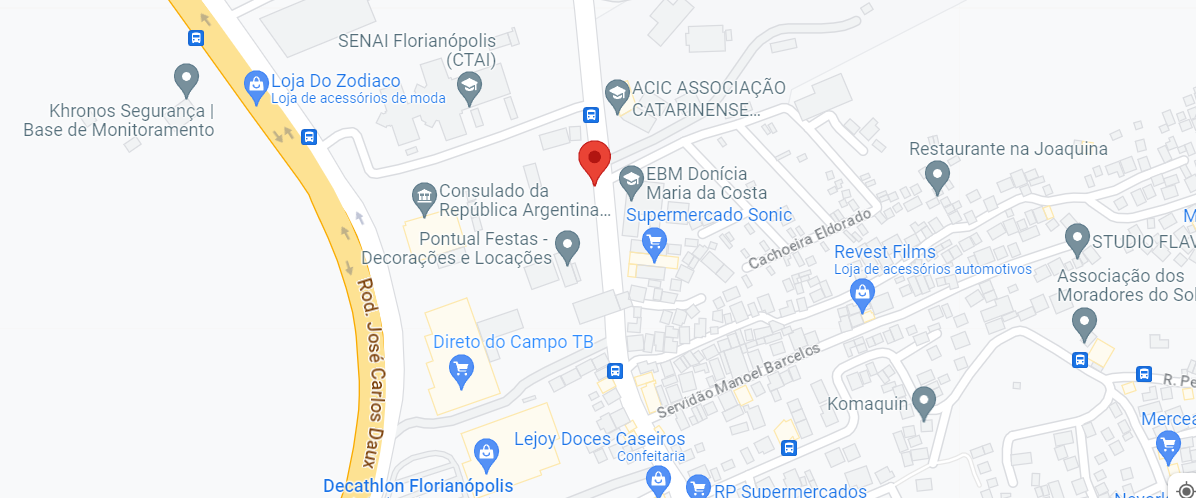 SENAI Florianópolis
(CTAI)
Loja Do Zodiaco
Loja de acessórios de moda
ACIC ASSOCIAÇÃO
CATARINENSE...
Khronos Segurança |
Base de Monitoramento
Restaurante na Joaquina
EBM Donícia
Maria da Costa
Consulado da
República Argentina...
Supermercado Sonic
Cachoeira Eldorado
Pontual Festas -
Decorações e Locações
Revest Films
Loja de acessórios automotivos
STUDIO FLAV
Associação dos
Moradores do Sol
Rod. José Carlos Daux
Direto do Campo TB
Servidão Manoel Barcelos
R. Pe
Komaquin
Mercea
Lejoy Doces Caseiros
Confeitaria
Decathlon Florianópolis
RP Supermercados